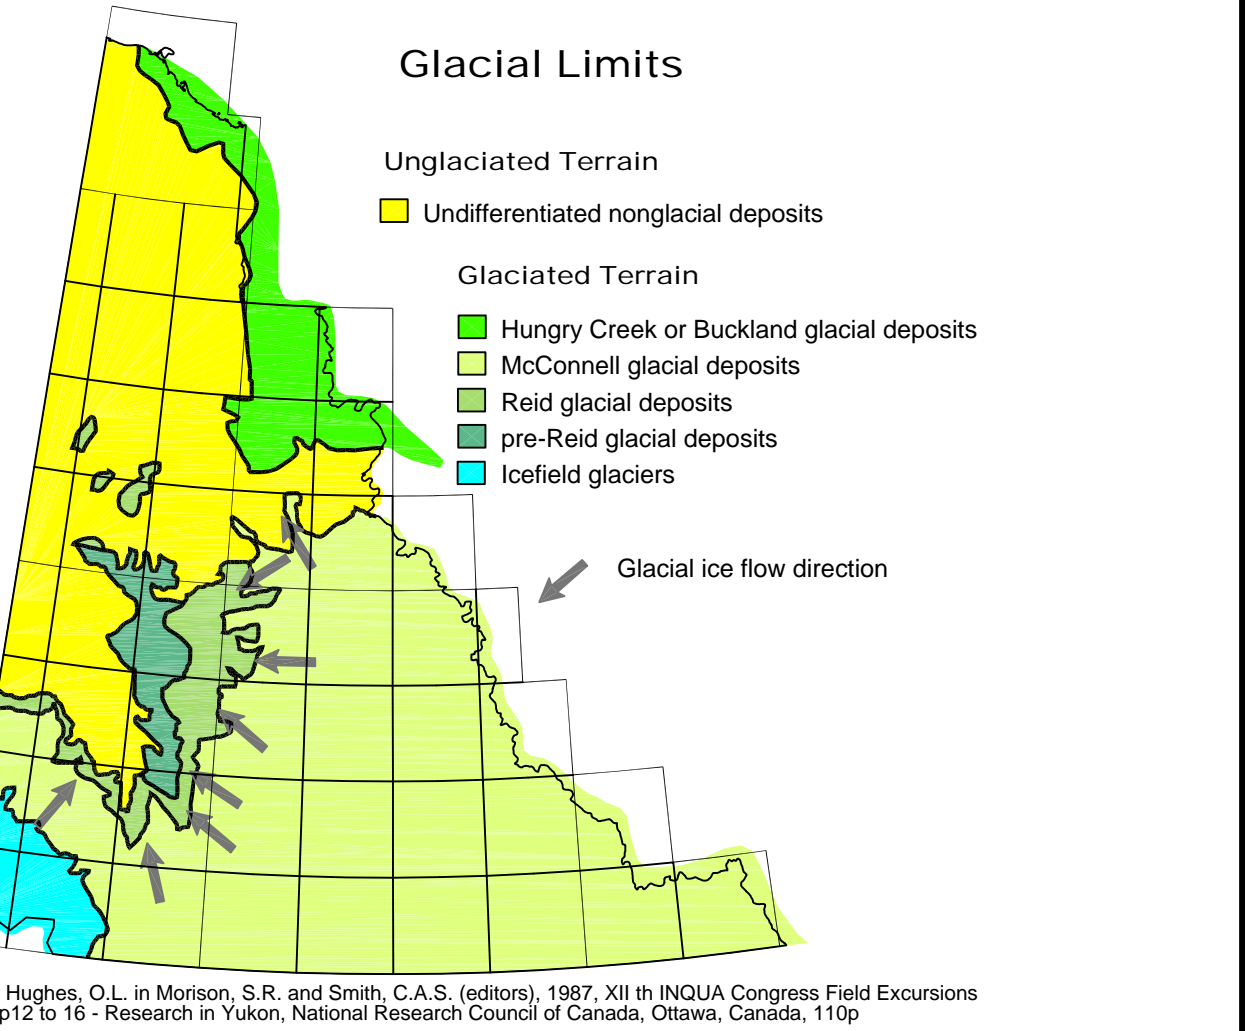 Glacial Limits
Unglaciated Terrain
Undifferentiated nonglacial deposits
Glaciated Terrain
Hungry Creek or Buckland glacial deposits
McConnell glacial deposits
Reid glacial deposits
pre-Reid glacial deposits
Icefield glaciers
Glacial ice flow direction
Hughes, O.L. in Morison, S.R. and Smith, C.A.S. (editors), 1987, XII th INQUA Congress Field Excursions
p12 to 16 - Research in Yukon, National Research Council of Canada, Ottawa, Canada, 110p